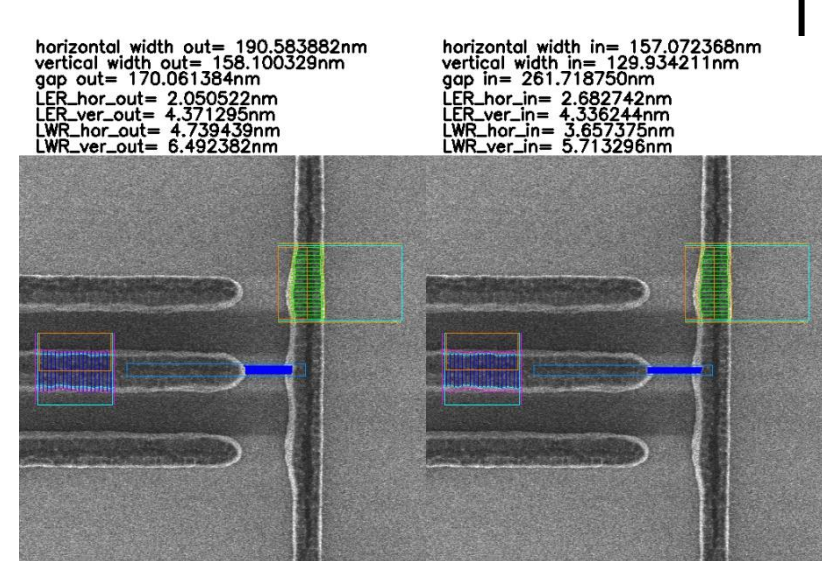 horizontal width out= 190.583882nm
vertical width out= 158.100329nm
gap out= 170.061384nm
LER_hor_out= 2.050522nm
LER_ver_out= 4.371295nm
LWR_hor_out= 4.739439nm
LWR_ver_out= 6.492382nm
horizontal width in= 157.072368nm
vertical width in= 129.934211nm
gap in= 261.718750nm
LER_hor_in= 2.682742nm
LER_ver_in= 4.336244nm
LWR_hor_in= 3.657375nm
LWR_ver_in= 5.713296nm